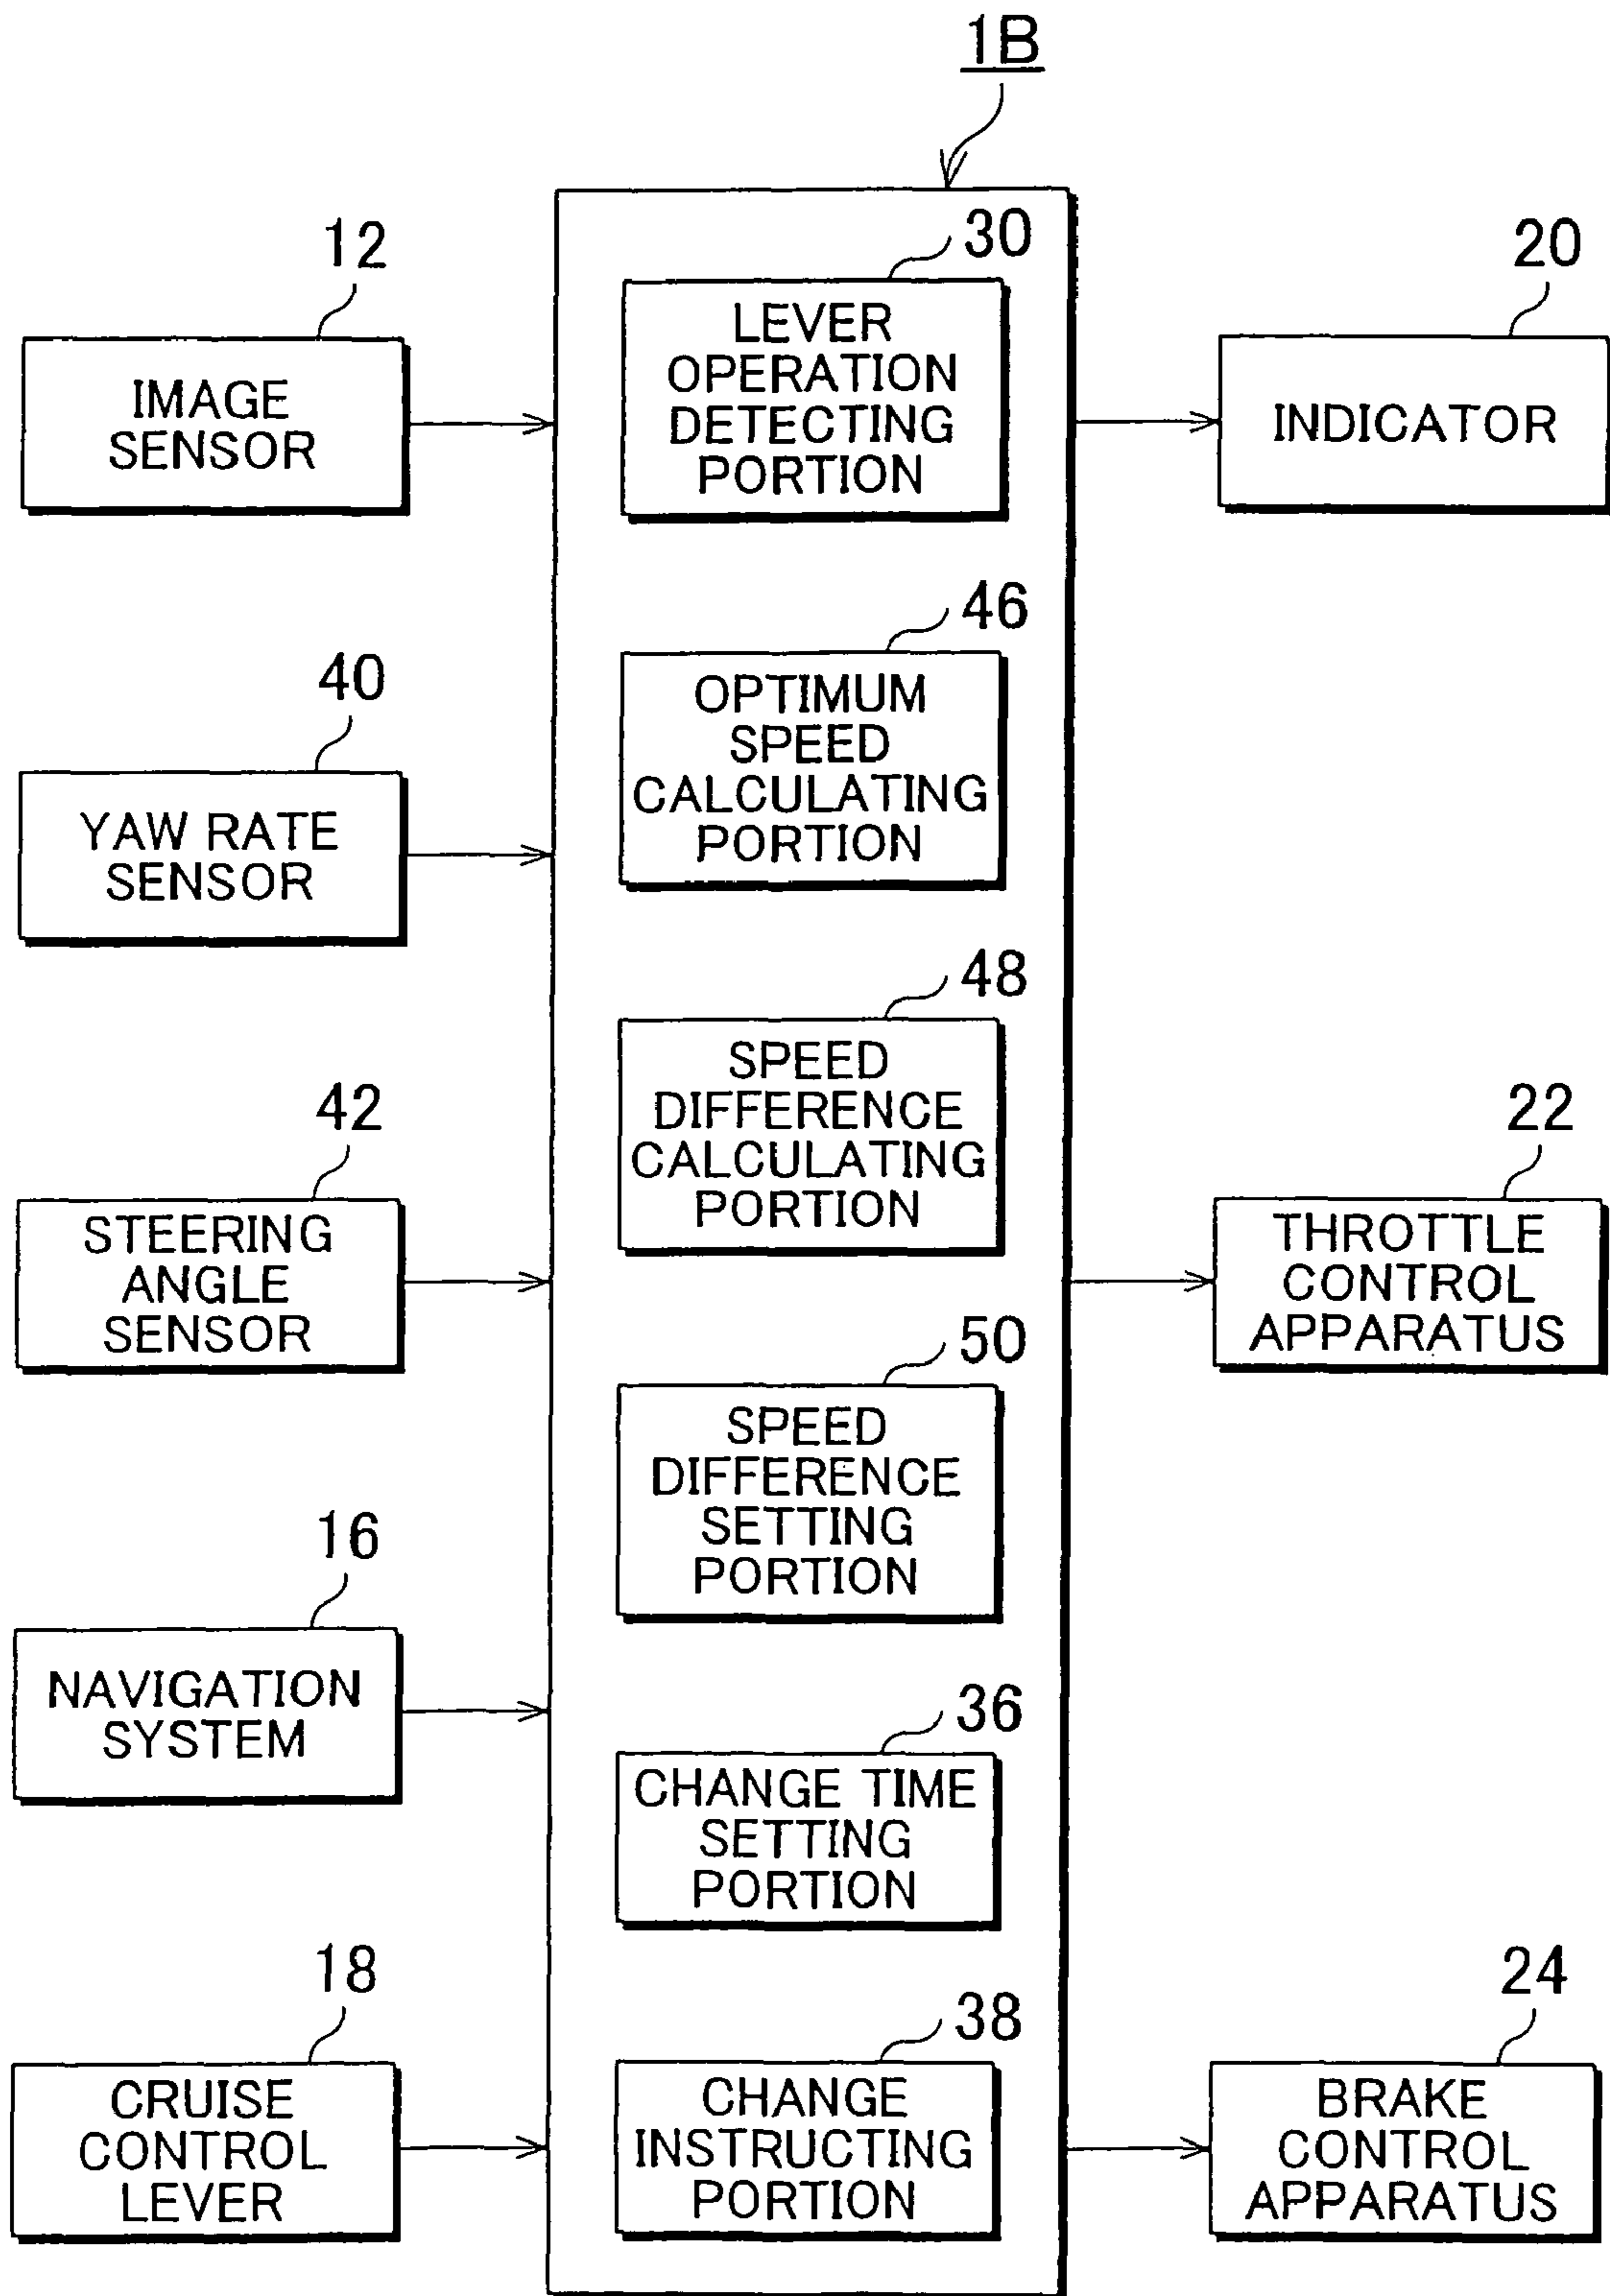 1B
12
IMAGE
SENSOR
40
YAW RATE
SENSOR
42
STEERING
ANGLE
SENSOR
16
NAVIGATION
SYSTEM
18
CRUISE
CONTROL
LEVER
30
LEVER
OPERATION
DETECTING
PORTION
46
OPTIMUM
SPEED
CALCULATING
PORTION
48
SPEED
DIFFERENCE
CALCULATING
PORTION
50
SPEED
DIFFERENCE
SETTING
PORTION
36
CHANGE TIME
SETTING
PORTION
38
CHANGE
INSTRUCTING
PORTION
20
INDICATOR
22
THROTTLE
CONTROL
APPARATUS
24
BRAKE
CONTROL
APPARATUS